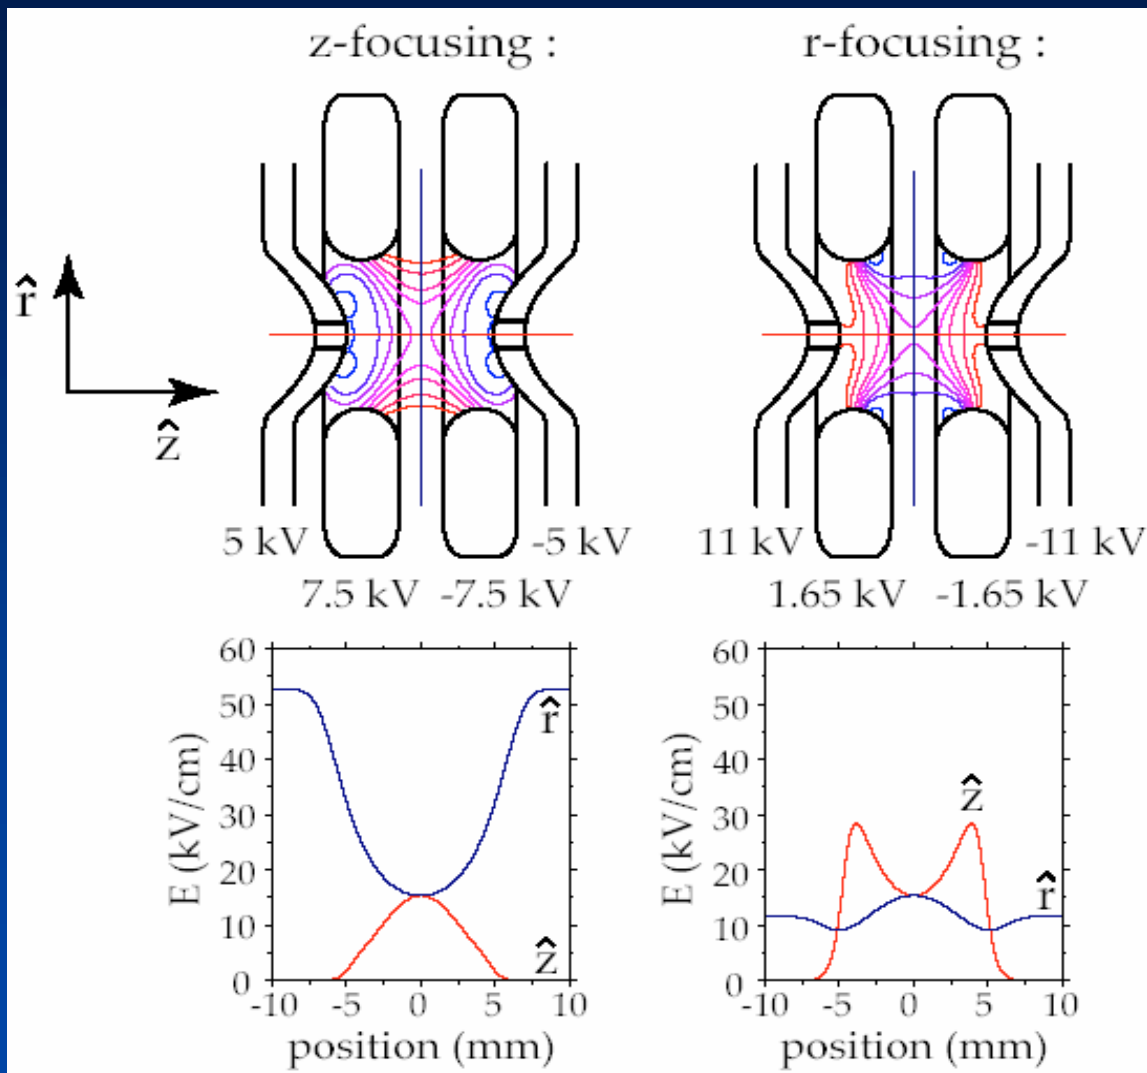 z-focusing :
r-focusing :
r̂
ẑ
5 kV
-5 kV
7.5 kV
-7.5 kV
11 kV
-11 kV
1.65 kV
-1.65 kV
60
50
40
30
20
10
0
E (kV/cm)
r̂
ẑ
-10
-5
0
5
10
position (mm)
60
50
40
30
20
10
0
E (kV/cm)
ẑ
r̂
-10
-5
0
5
10
position (mm)